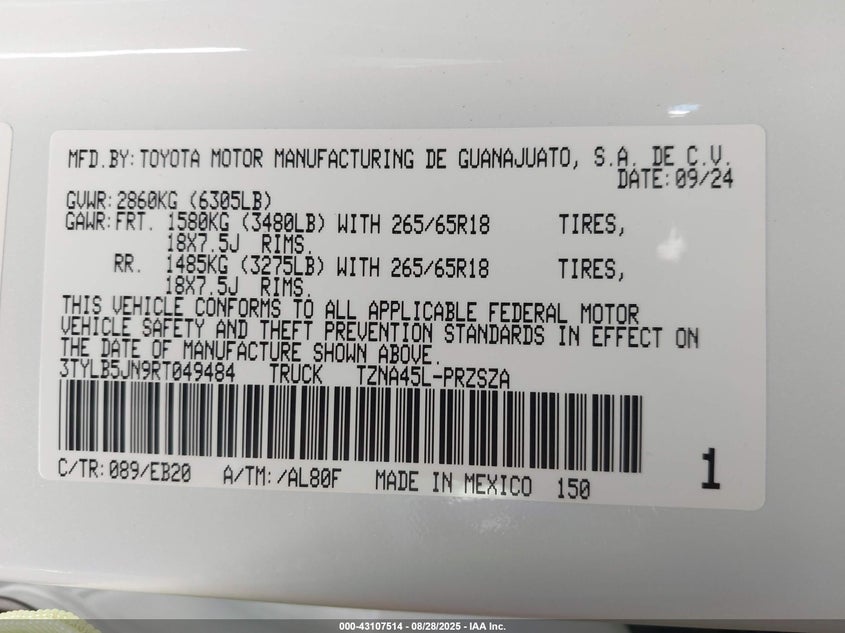 MFD.BY: TOYOTA MOTOR MANUFACTURING DE GUANAJUATO, S.A. DE C.V.
DATE: 09/24
GVWR: 2860KG (6305LB)
GAWR: FRT. 1580KG (3480LB) WITH 265/65R18 TIRES,
18X7.5J RIMS.
RR. 1485KG (3275LB) WITH 265/65R18 TIRES,
18X7.5J RIMS.
THIS VEHICLE CONFORMS TO ALL APPLICABLE FEDERAL MOTOR
VEHICLE SAFETY AND THEFT PREVENTION STANDARDS IN EFFECT ON
THE DATE OF MANUFACTURE SHOWN ABOVE.
3TYLB5JN9RT049484 TRUCK TZNA45L-PRZSZA
C/TR: 089/EB20 A/TM: /AL80F MADE IN MEXICO 150
1
000-43107514 - 08/28/2025 - IAA Inc.